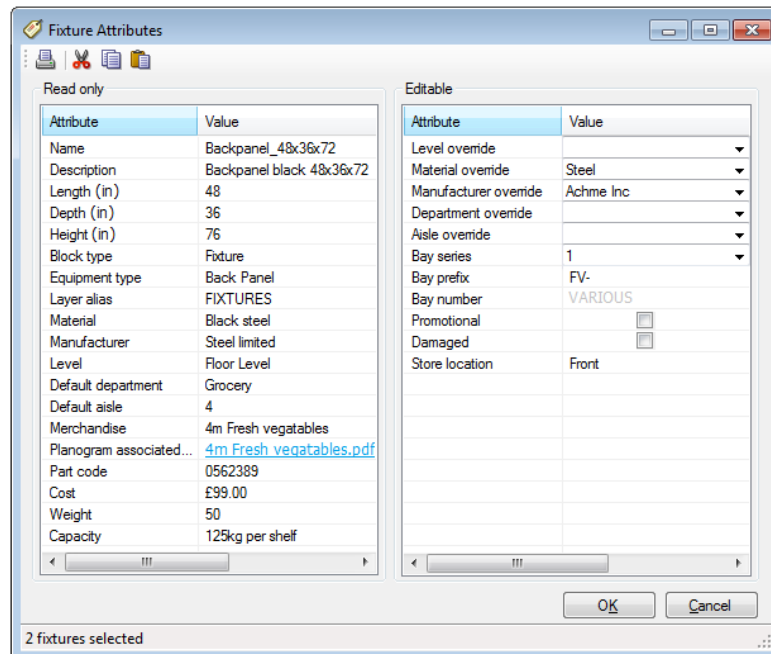 Fixture Attributes
Read only
Attribute Value
Name Backpanel_48x36x72
Description Backpanel black 48x36x72
Length (in) 48
Depth (in) 36
Height (in) 76
Block type Fixture
Equipment type Back Panel
Layer alias FIXTURES
Material Black steel
Manufacturer Steel limited
Level Floor Level
Default department Grocery
Default aisle 4
Merchandise 4m Fresh vegatables
Planogram associated... 4m Fresh vegatables.pdf
Part code 0562389
Cost £99.00
Weight 50
Capacity 125kg per shelf
Editable
Attribute Value
Level override
Material override Steel
Manufacturer override Achme Inc
Department override
Aisle override
Bay series 1
Bay prefix FV-
Bay number VARIOUS
Promotional
Damaged
Store location Front
OK Cancel
2 fixtures selected